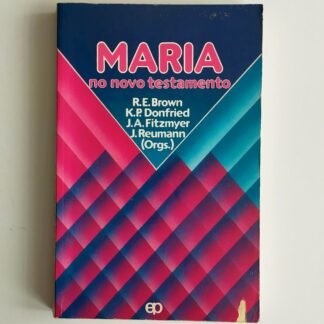 MARIA
no novo testamento
R.E. Brown
K.P. Donfried
J.A. Fitzmyer
J. Reumann
(Orgs.)
ep